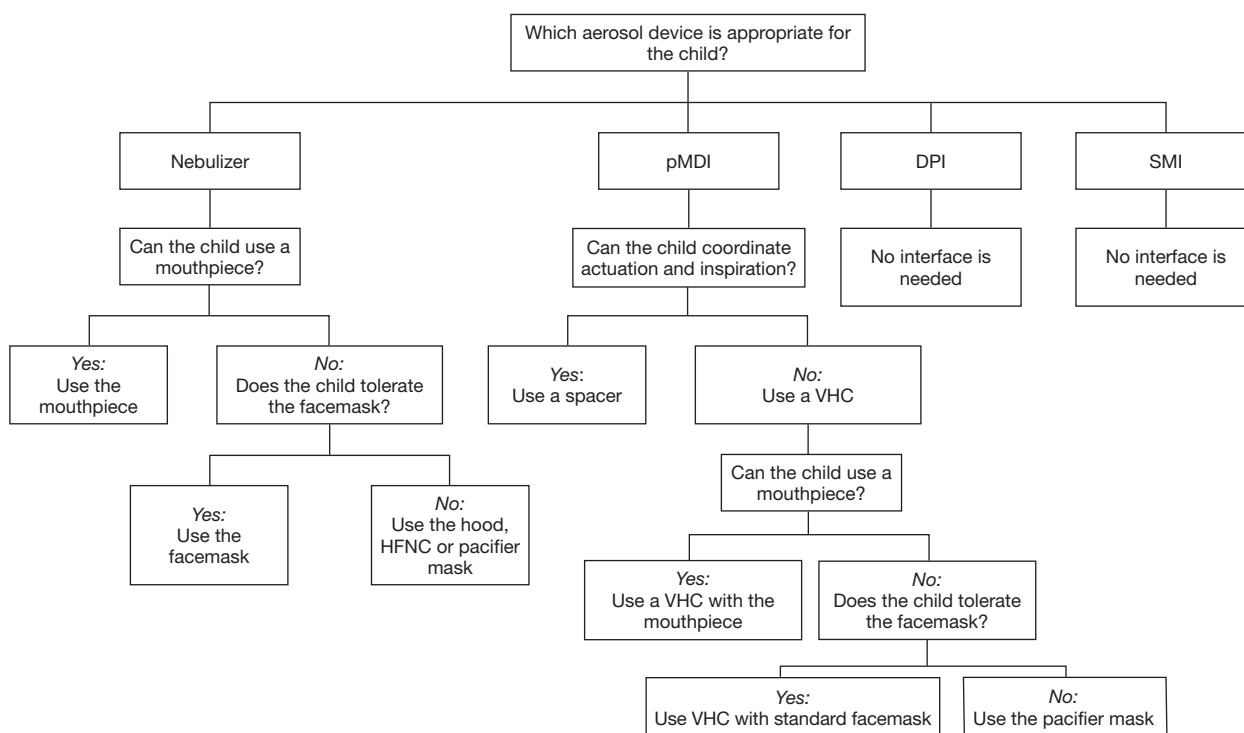 Which aerosol device is appropriate for
the child?
Nebulizer
pMDI
DPI
SMI
Can the child use a
mouthpiece?
Can the child coordinate
actuation and inspiration?
No interface is
needed
No interface is
needed
Yes:
Use the
mouthpiece
No:
Does the child tolerate
the facemask?
Yes:
Use a spacer
No:
Use a VHC
Yes:
Use the
facemask
No:
Use the hood,
HFNC or pacifier
mask
Can the child use a
mouthpiece?
Yes:
Use a VHC with the
mouthpiece
No:
Does the child tolerate
the facemask?
Yes:
Use VHC with standard facemask
No:
Use the pacifier mask